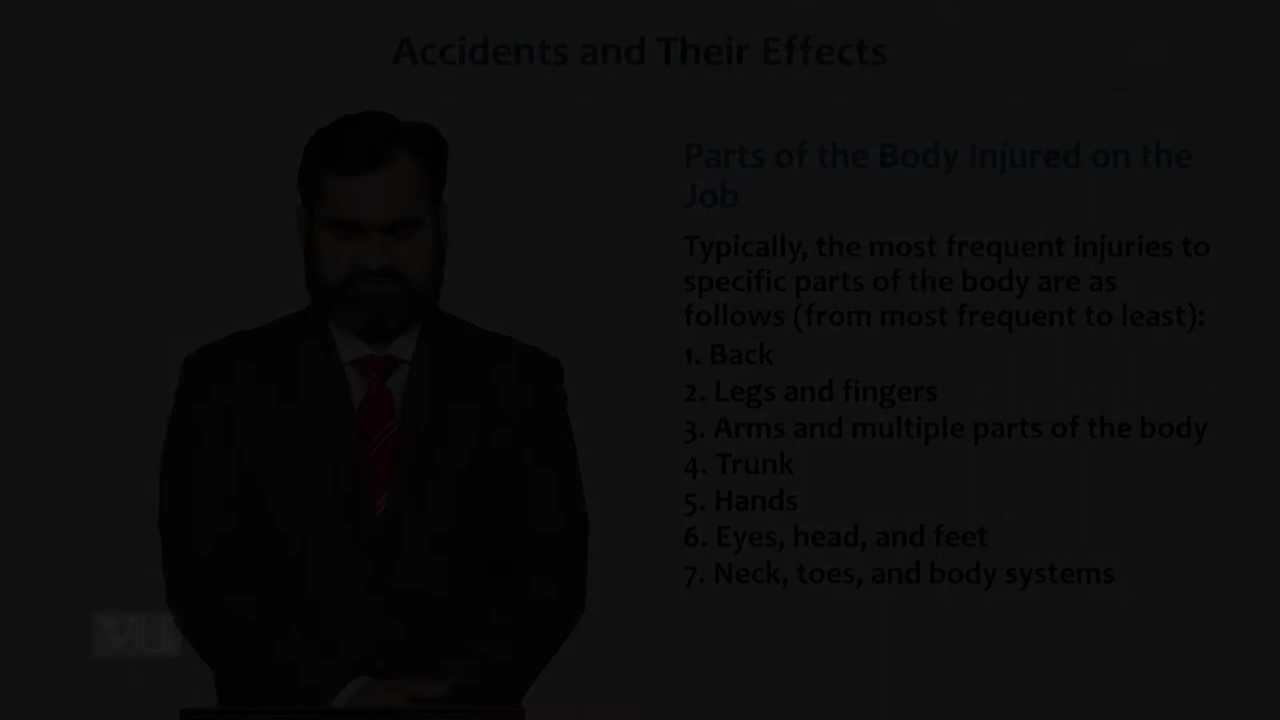 Accidents and Their Effects
Parts of the Body Injured on the
Job
Typically, the most frequent injuries to
specific parts of the body are as
follows (from most frequent to least):
1. Back
2. Legs and fingers
3. Arms and multiple parts of the body
4. Trunk
5. Hands
6. Eyes, head, and feet
7. Neck, toes, and body systems
VU